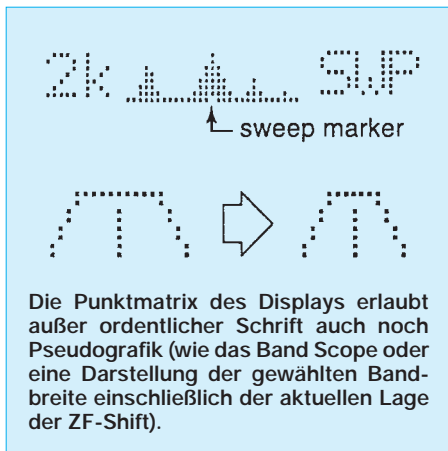 2k SWP
sweep marker
Die Punktmatrix des Displays erlaubt
außer ordentlicher Schrift auch noch
Pseudografik (wie das Band Scope oder
eine Darstellung der gewählten Band-
breite einschließlich der aktuellen Lage
der ZF-Shift).